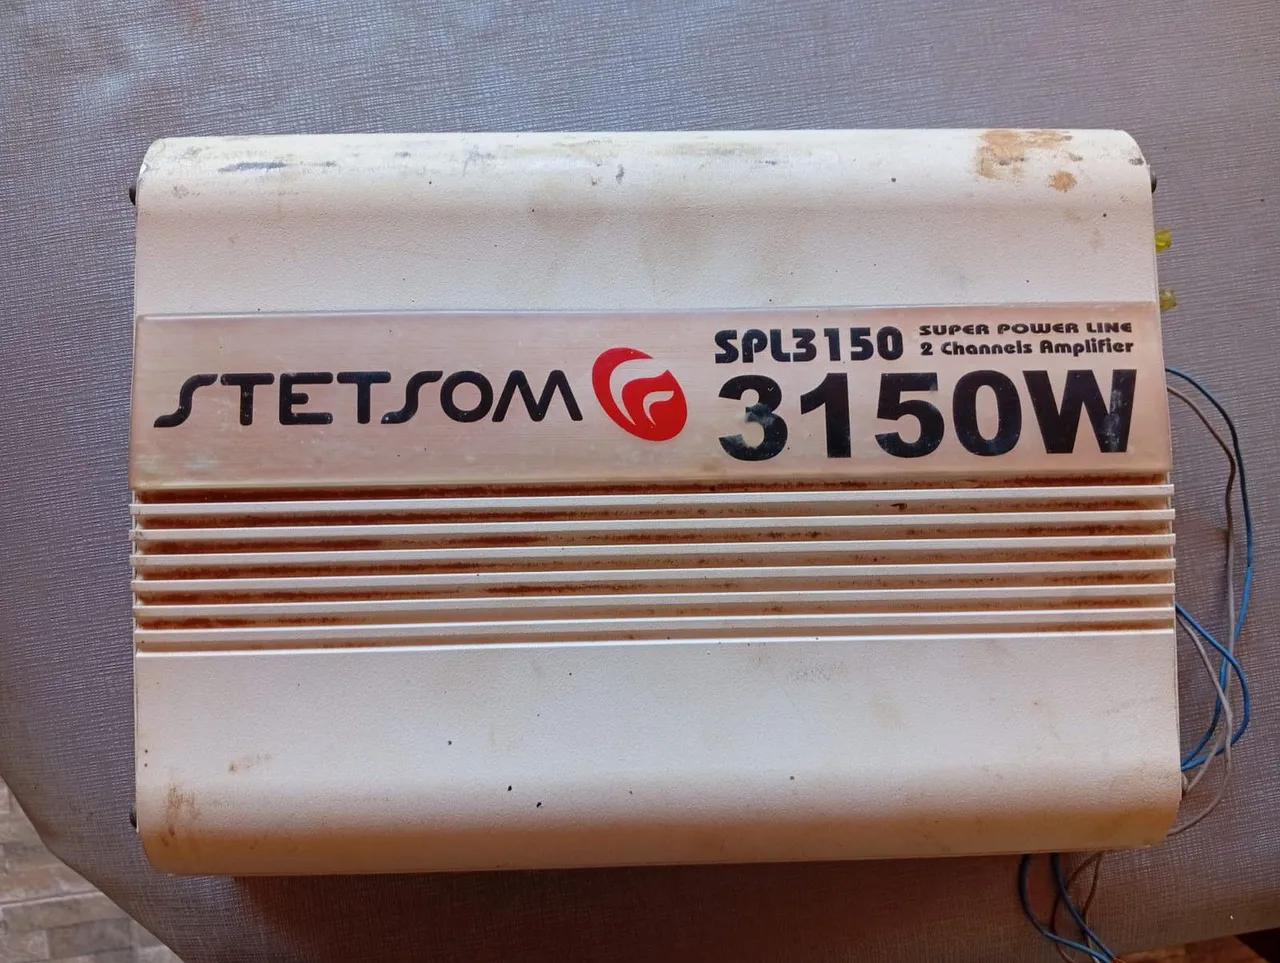 STETSOM
SPL3150
SUPER POWER LINE
2 Channels Amplifier
3150W